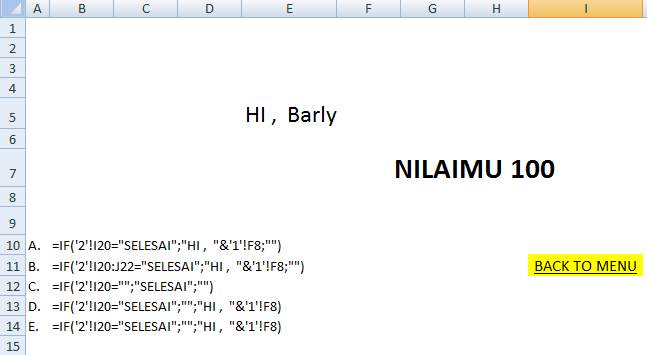 A B C D E F G H I
1
2
3
4
5 HI , Barly
6
7 NILAIMU 100
8
9
10 A. =IF('2'!I20="SELESAI";"HI , "&'1'!F8;"")
11 B. =IF('2'!I20:J22="SELESAI";"HI , "&'1'!F8;"") BACK TO MENU
12 C. =IF('2'!I20="";"SELESAI";"")
13 D. =IF('2'!I20="SELESAI";"";"HI , "&'1'!F8)
14 E. =IF('2'!I20="SELESAI";"";"HI , "&'1'!F8)
15